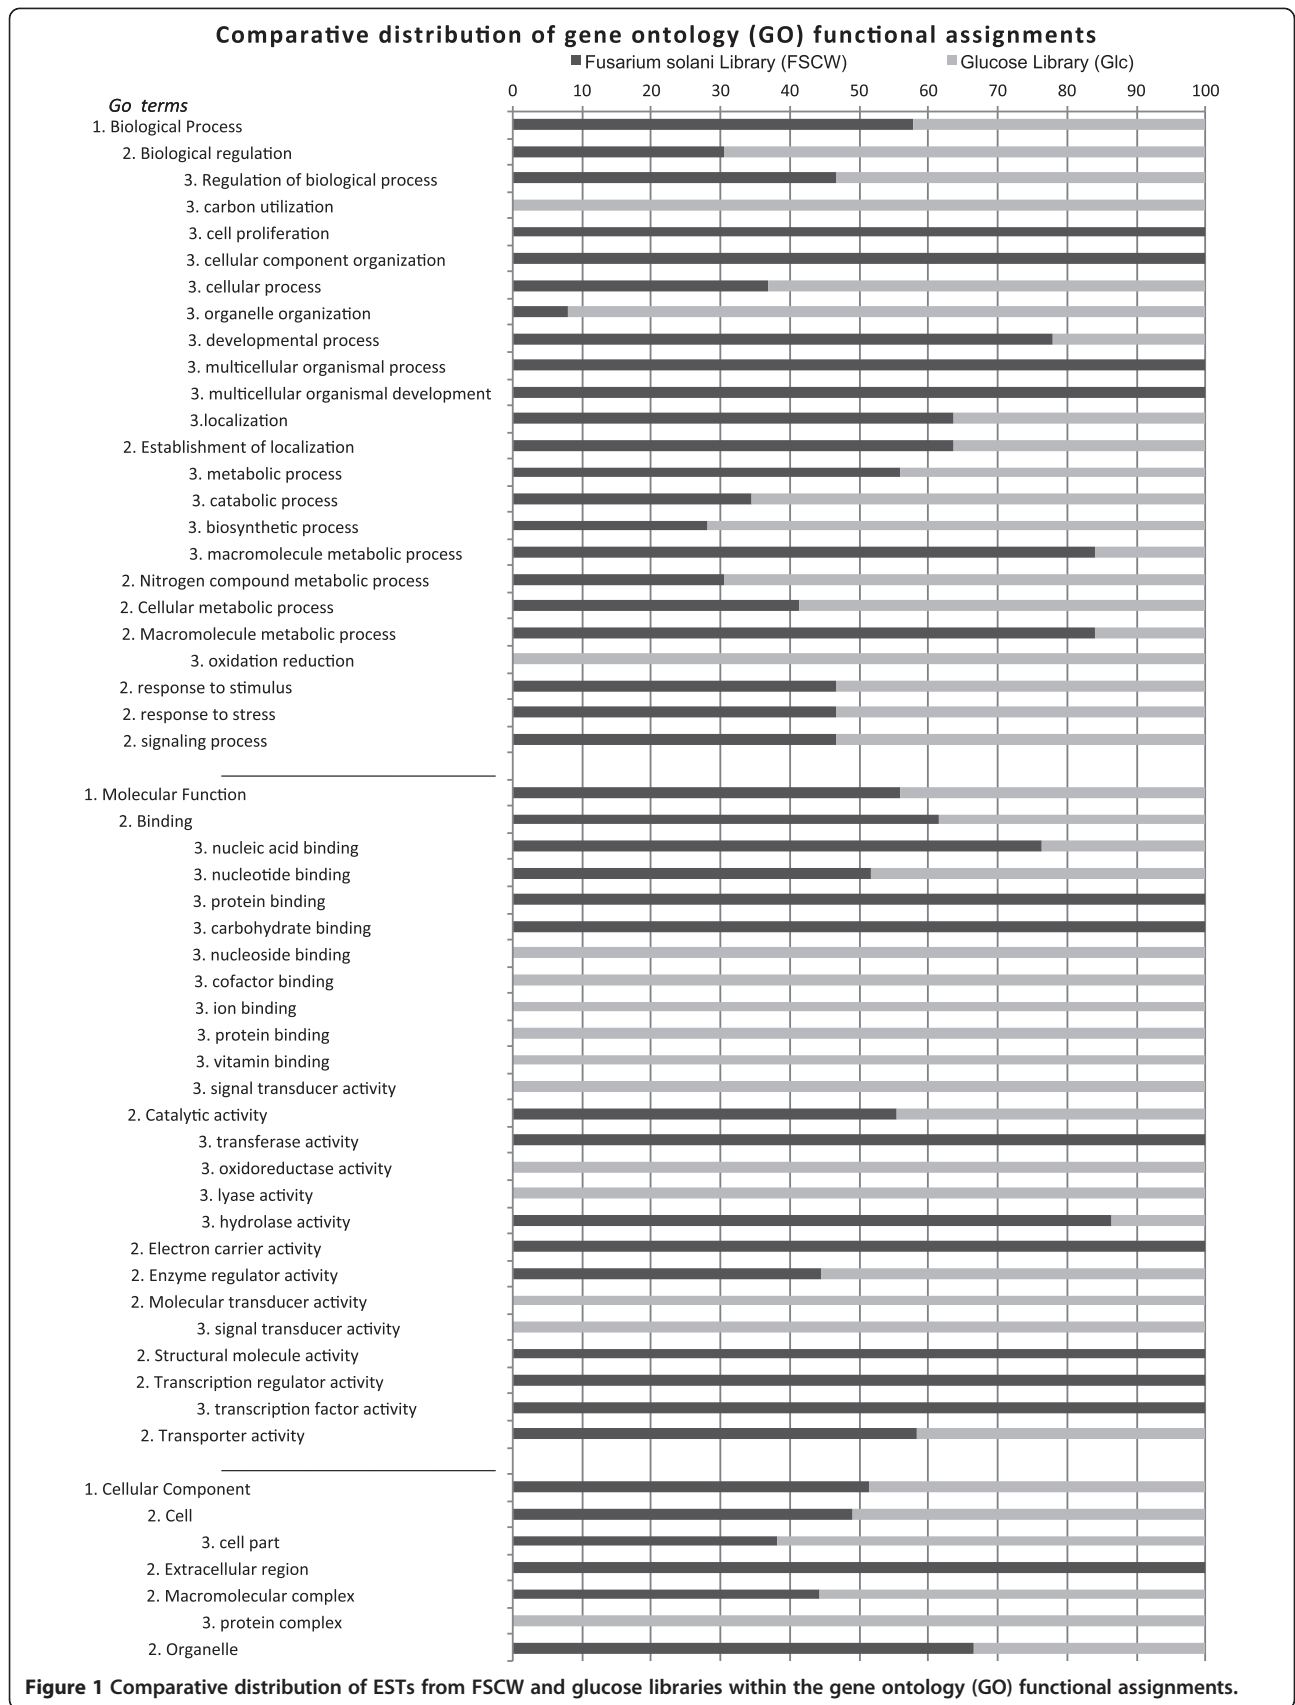 Comparative distribution of gene ontology (GO) functional assignments
Fusarium solani Library (FSCW) Glucose Library (Glc)
0 10 20 30 40 50 60 70 80 90 100
Go terms
1. Biological Process
2. Biological regulation
3. Regulation of biological process
3. carbon utilization
3. cell proliferation
3. cellular component organization
3. cellular process
3. organelle organization
3. developmental process
3. multicellular organismal process
3. multicellular organismal development
3.localization
2. Establishment of localization
3. metabolic process
3. catabolic process
3. biosynthetic process
3. macromolecule metabolic process
2. Nitrogen compound metabolic process
2. Cellular metabolic process
2. Macromolecule metabolic process
3. oxidation reduction
2. response to stimulus
2. response to stress
2. signaling process
1. Molecular Function
2. Binding
3. nucleic acid binding
3. nucleotide binding
3. protein binding
3. carbohydrate binding
3. nucleoside binding
3. cofactor binding
3. ion binding
3. protein binding
3. vitamin binding
3. signal transducer activity
2. Catalytic activity
3. transferase activity
3. oxidoreductase activity
3. lyase activity
3. hydrolase activity
2. Electron carrier activity
2. Enzyme regulator activity
2. Molecular transducer activity
3. signal transducer activity
2. Structural molecule activity
2. Transcription regulator activity
3. transcription factor activity
2. Transporter activity
1. Cellular Component
2. Cell
3. cell part
2. Extracellular region
2. Macromolecular complex
3. protein complex
2. Organelle
Figure 1 Comparative distribution of ESTs from FSCW and glucose libraries within the gene ontology (GO) functional assignments.